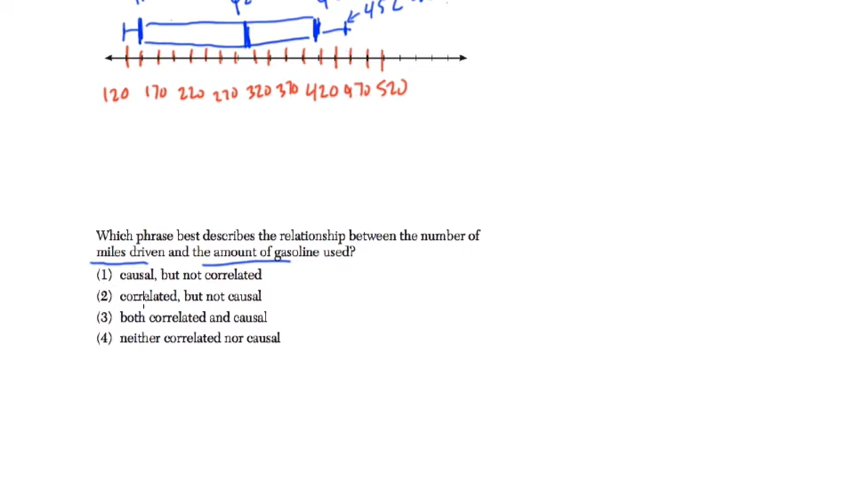 452
120 170 220 270 320 370 420 470 520
Which phrase best describes the relationship between the number of
miles driven and the amount of gasoline used?
(1) causal, but not correlated
(2) correlated, but not causal
(3) both correlated and causal
(4) neither correlated nor causal